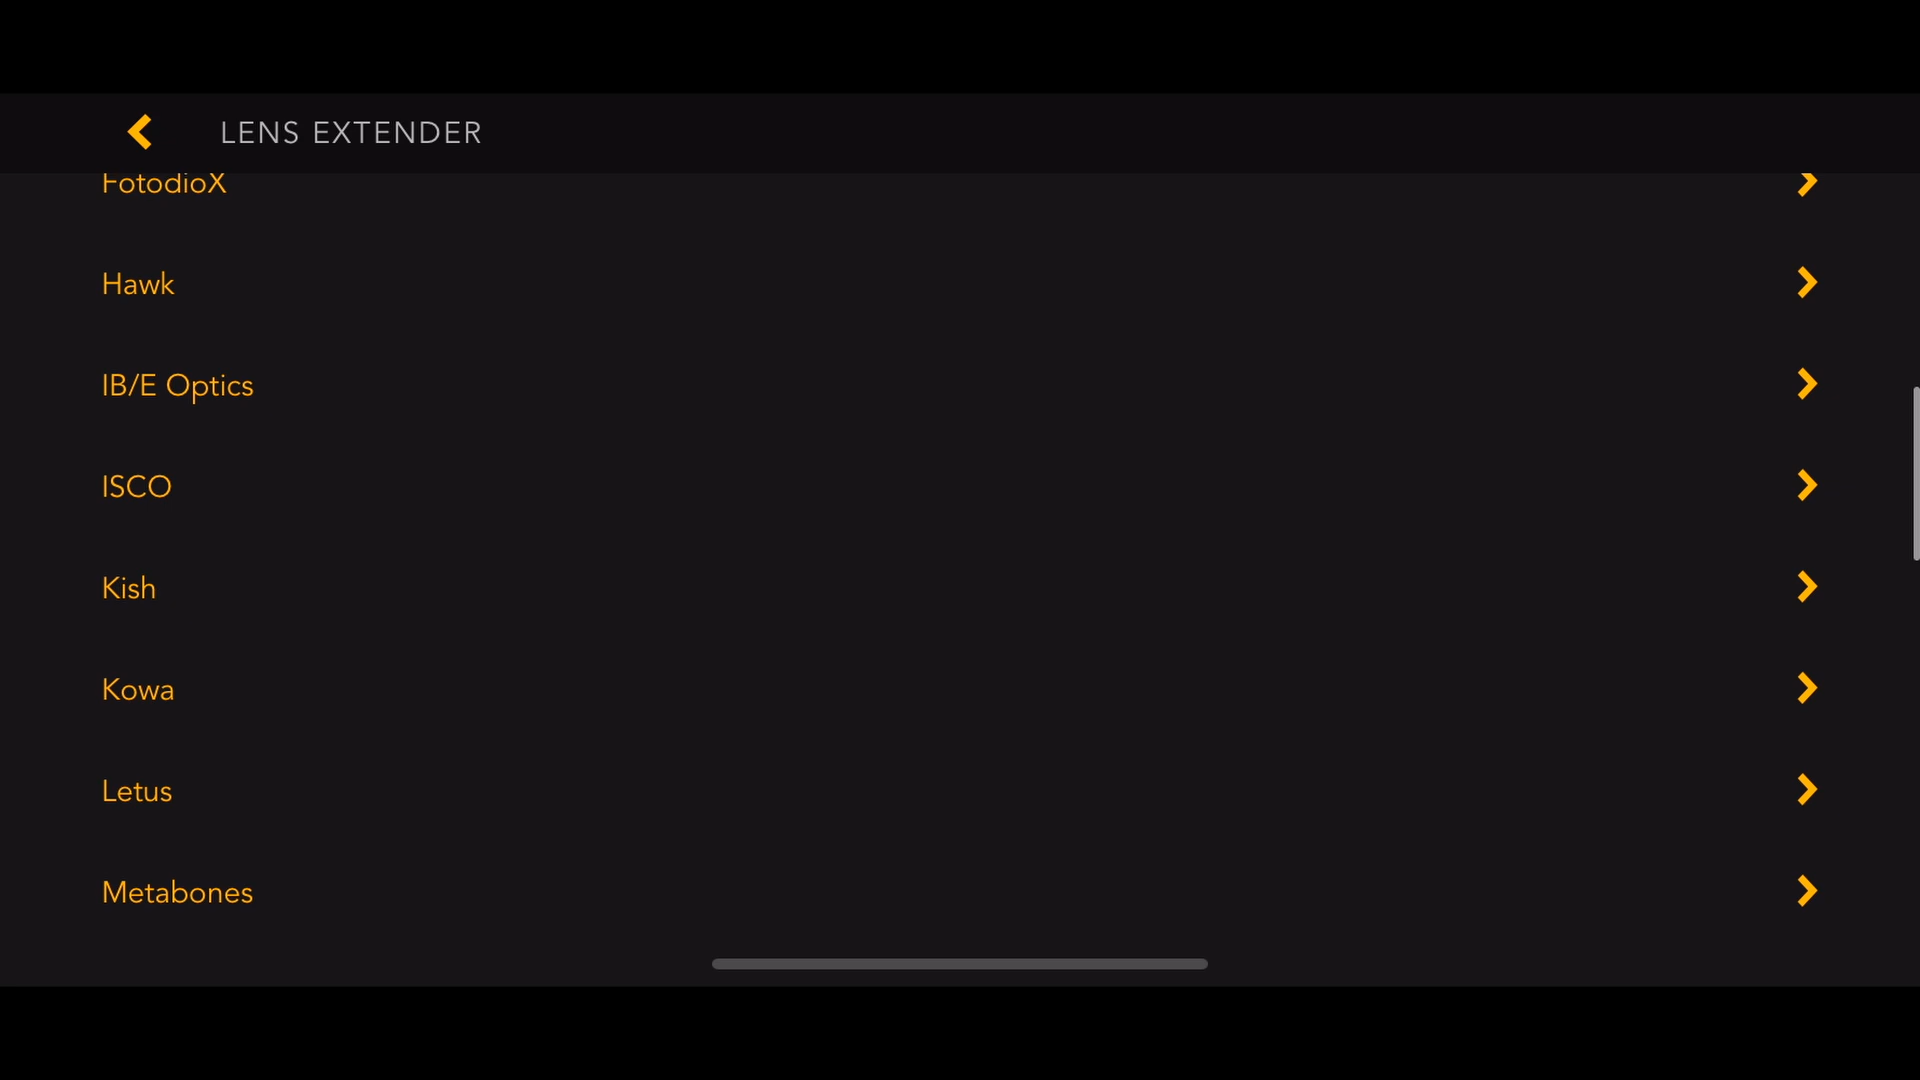 LENS EXTENDER
FotodioX
Hawk
IB/E Optics
ISCO
Kish
Kowa
Letus
Metabones